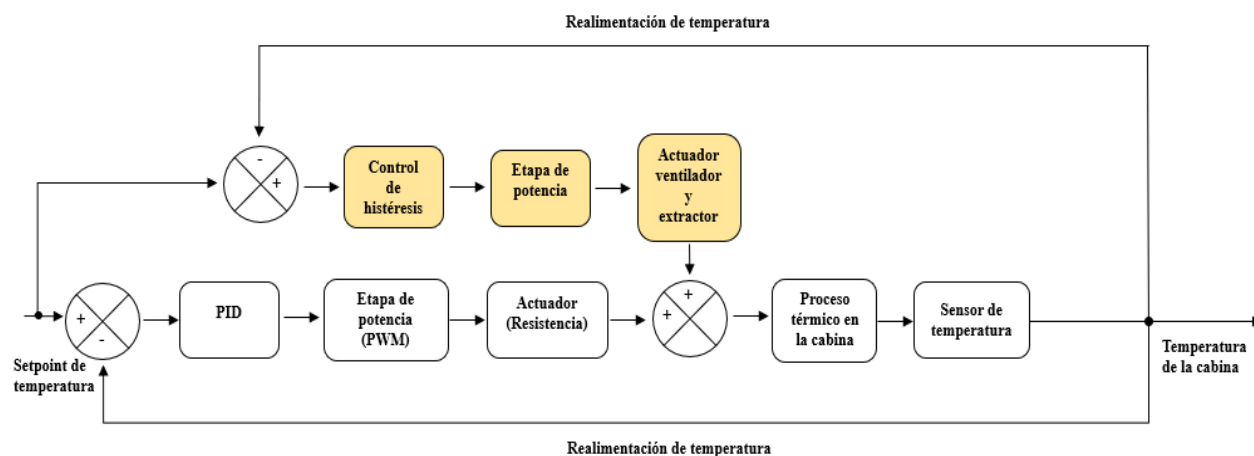 Realimentación de temperatura
-
+
Control
de
histéresis
Etapa de
potencia
Actuador
ventilador
y
extractor
+
-
Setpoint de
temperatura
PID
Etapa de
potencia
(PWM)
Actuador
(Resistencia)
+
+
Proceso
térmico en
la cabina
Sensor de
temperatura
Temperatura
de la cabina
Realimentación de temperatura